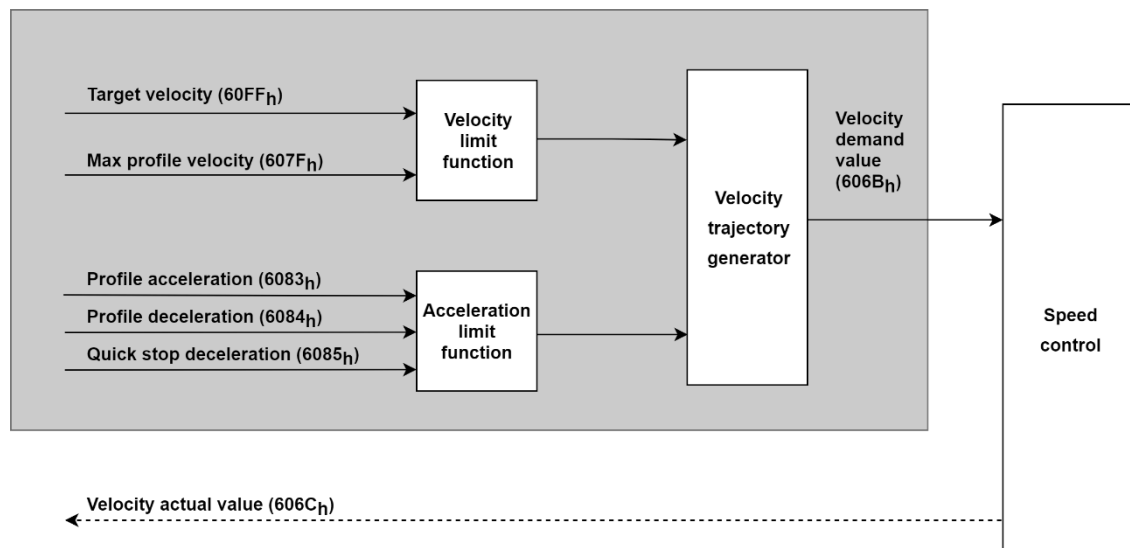 Target velocity (60FFh)
Max profile velocity (607Fh)
Velocity
limit
function
Profile acceleration (6083h)
Profile deceleration (6084h)
Quick stop deceleration (6085h)
Acceleration
limit
function
Velocity
trajectory
generator
Velocity
demand
value
(606Bh)
Speed
control
Velocity actual value (606Ch)